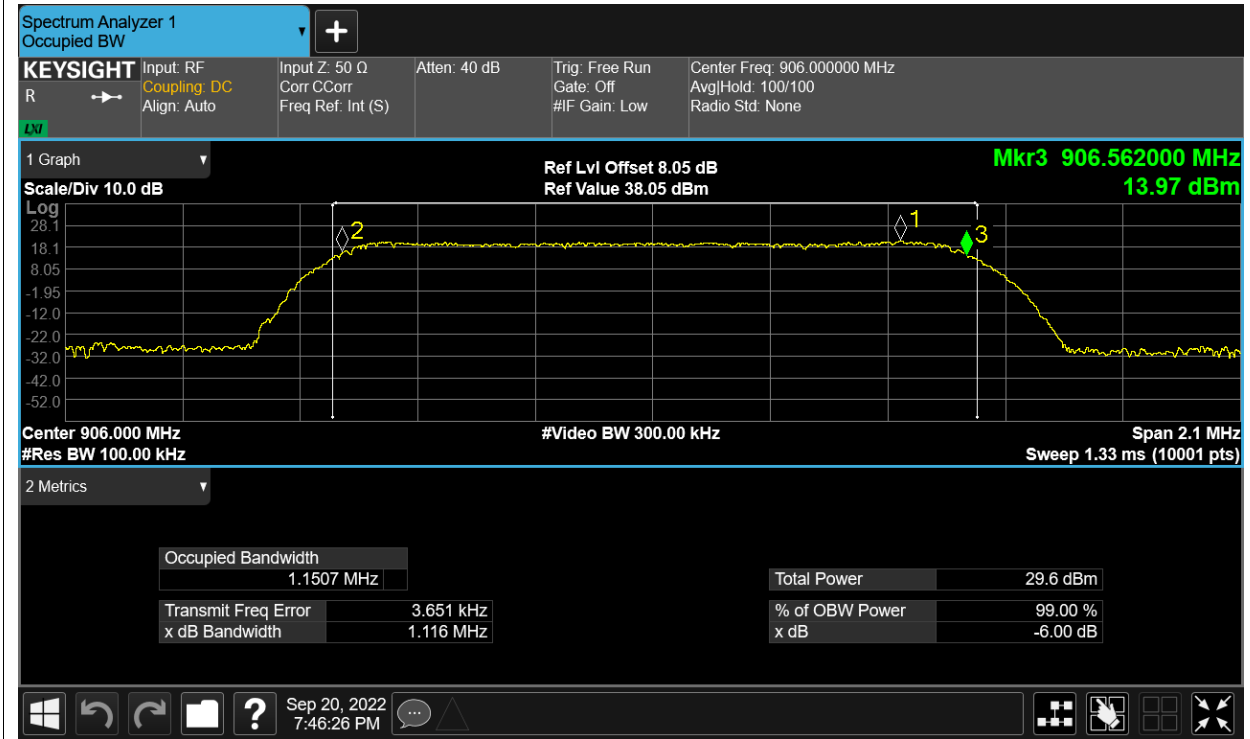 Spectrum Analyzer 1
Occupied BW
KEYSIGHT
R
LXI
Input: RF
Coupling: DC
Align: Auto
Input Z: 50 Ω
Corr CCorr
Freq Ref: Int (S)
Atten: 40 dB
Trig: Free Run
Gate: Off
#IF Gain: Low
Center Freq: 906.000000 MHz
Avg|Hold: 100/100
Radio Std: None
1 Graph
Scale/Div 10.0 dB
Ref Lvl Offset 8.05 dB
Ref Value 38.05 dBm
Mkr3 906.562000 MHz
13.97 dBm
Log
28.1
18.1
8.05
-1.95
-12.0
-22.0
-32.0
-42.0
-52.0
2
1
3
Center 906.000 MHz
#Video BW 300.00 kHz
Span 2.1 MHz
#Res BW 100.00 kHz
Sweep 1.33 ms (10001 pts)
2 Metrics
Occupied Bandwidth
1.1507 MHz
Total Power 29.6 dBm
Transmit Freq Error 3.651 kHz
% of OBW Power 99.00 %
x dB Bandwidth 1.116 MHz
x dB -6.00 dB
?
Sep 20, 2022
7:46:26 PM